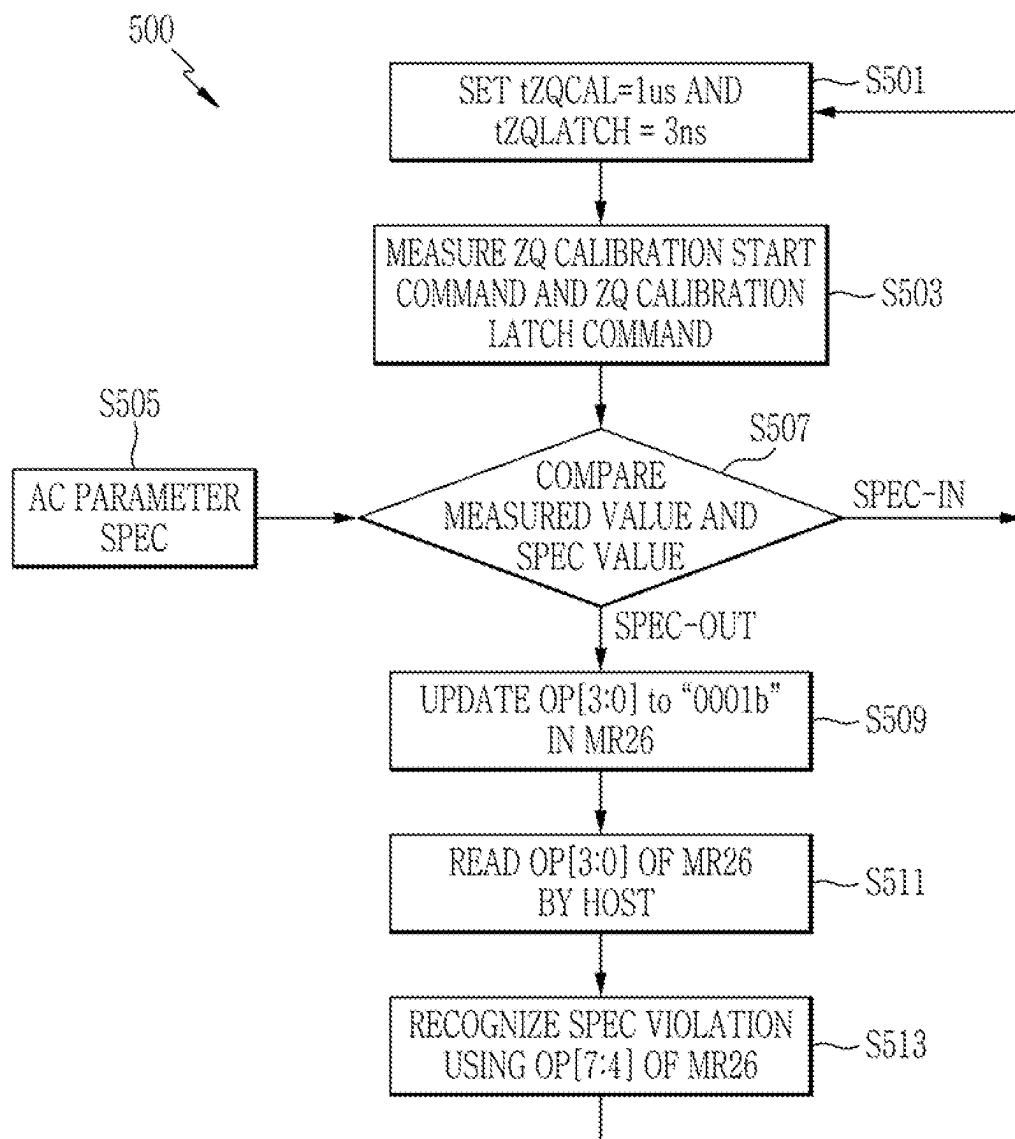 500
SET tZQCAL=1us AND
tZQLATCH = 3ns
S501
MEASURE ZQ CALIBRATION START
COMMAND AND ZQ CALIBRATION
LATCH COMMAND
S503
S505
AC PARAMETER
SPEC
S507
COMPARE
MEASURED VALUE AND
SPEC VALUE
SPEC-IN
SPEC-OUT
UPDATE OP[3:0] to “0001b”
IN MR26
S509
READ OP[3:0] OF MR26
BY HOST
S511
RECOGNIZE SPEC VIOLATION
USING OP[7:4] OF MR26
S513